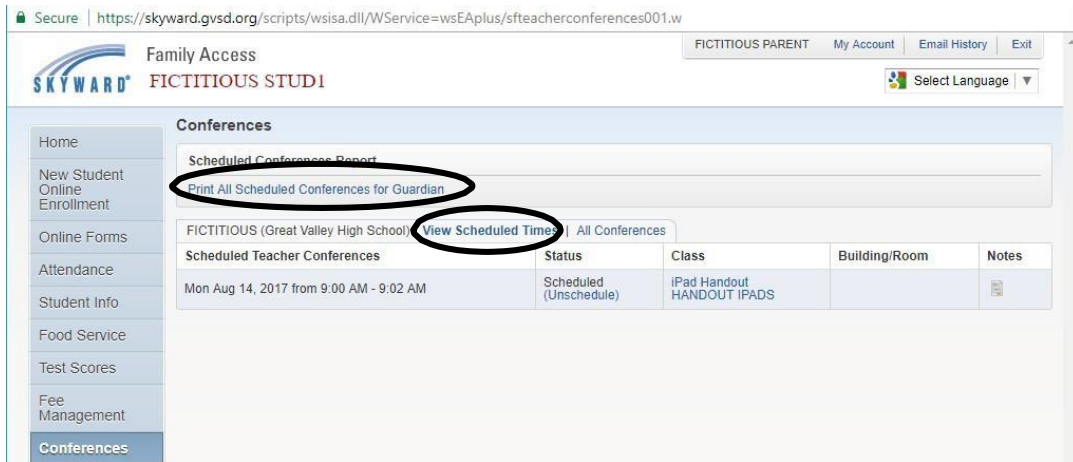 Secure | https://skyward.gvsd.org/scripts/wsisa.dll/WService=wsEAplus/sfteacherconferences001.w
FICTITIOUS PARENT My Account Email History Exit
Family Access
SKYWARD® FICTITIOUS STUD1
Select Language ▼
Home
New Student
Online
Enrollment
Online Forms
Attendance
Student Info
Food Service
Test Scores
Fee
Management
Conferences
Conferences
Scheduled Conferences Report
Print All Scheduled Conferences for Guardian
FICTITIOUS (Great Valley High School) View Scheduled Times | All Conferences
Scheduled Teacher Conferences Status Class Building/Room Notes
Mon Aug 14, 2017 from 9:00 AM - 9:02 AM
Scheduled
(Unschedule)
iPad Handout
HANDOUT IPADS